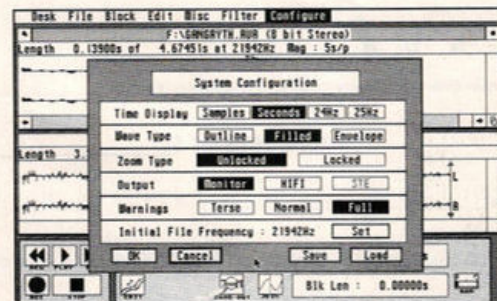 Desk File Block Edit Disc Filter Configure
F:\GANGRYTH.AVR (8 bit Stereo)
Length 0.13900s of 4.67451s at 21942Hz Mag : 5s/p
System Configuration
Time Display Samples Seconds 24Hz 25Hz
Wave Type Outline Filled Envelope
Zoom Type Unlocked Locked
Length 3.
Output Monitor HIFI STE
L
Warnings Terse Normal Full
R
Initial File Frequency : 21942Hz Set
OK Cancel Save Load
Blk Len : 0.00000s